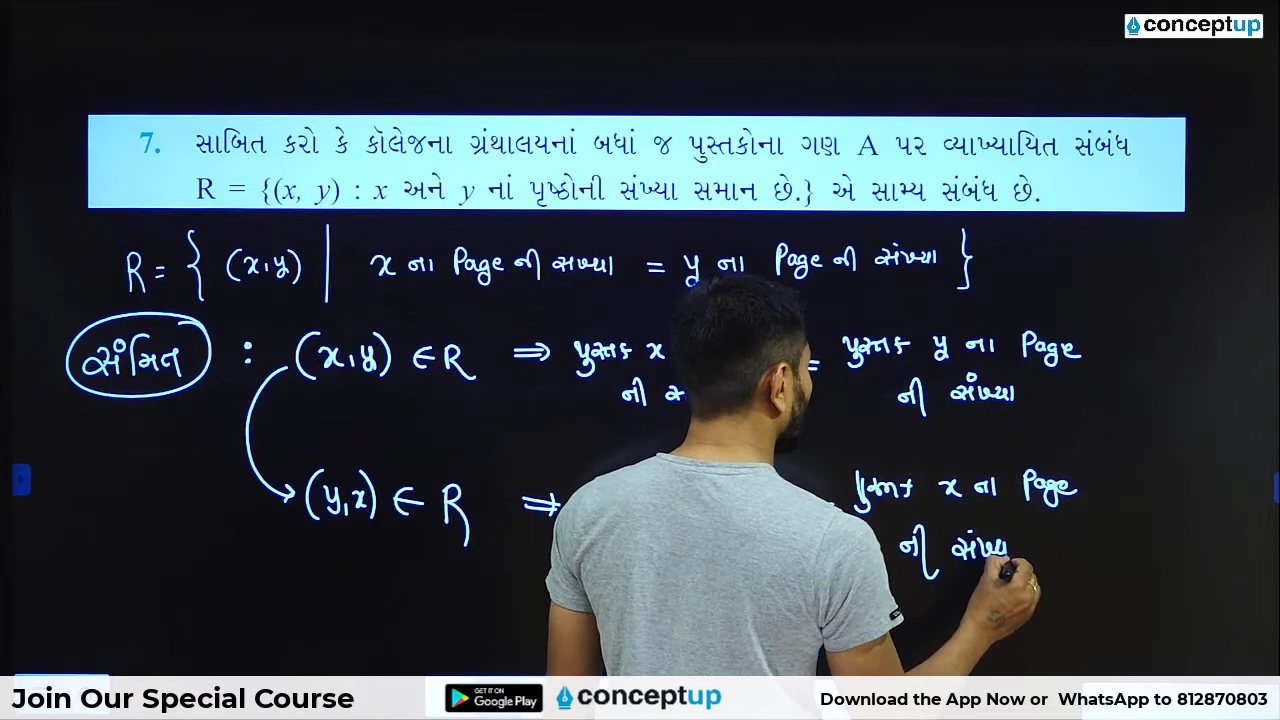 conceptup
7. સાબિત કરો કે કૉલેજના ગ્રંથાલયનાં બધાં જ પુસ્તકોના ગણ A પર વ્યાખ્યાયિત સંબંધ
R = {(x, y) : x અને y નાં પૃષ્ઠોની સંખ્યા સમાન છે.} એ સામ્ય સંબંધ છે.
R = { (x, y) | x ના Page ની સંખ્યા = y ના Page ની સંખ્યા }
સંમિત : (x, y) ∈ R ⇒ પુસ્તક x = પુસ્તક y ના Page
ની ની સંખ્યા
(y, x) ∈ R ⇒ પુસ્તક x ના Page
ની સંખ્ય
Join Our Special Course GET IT ON Google Play conceptup Download the App Now or WhatsApp to 812870803